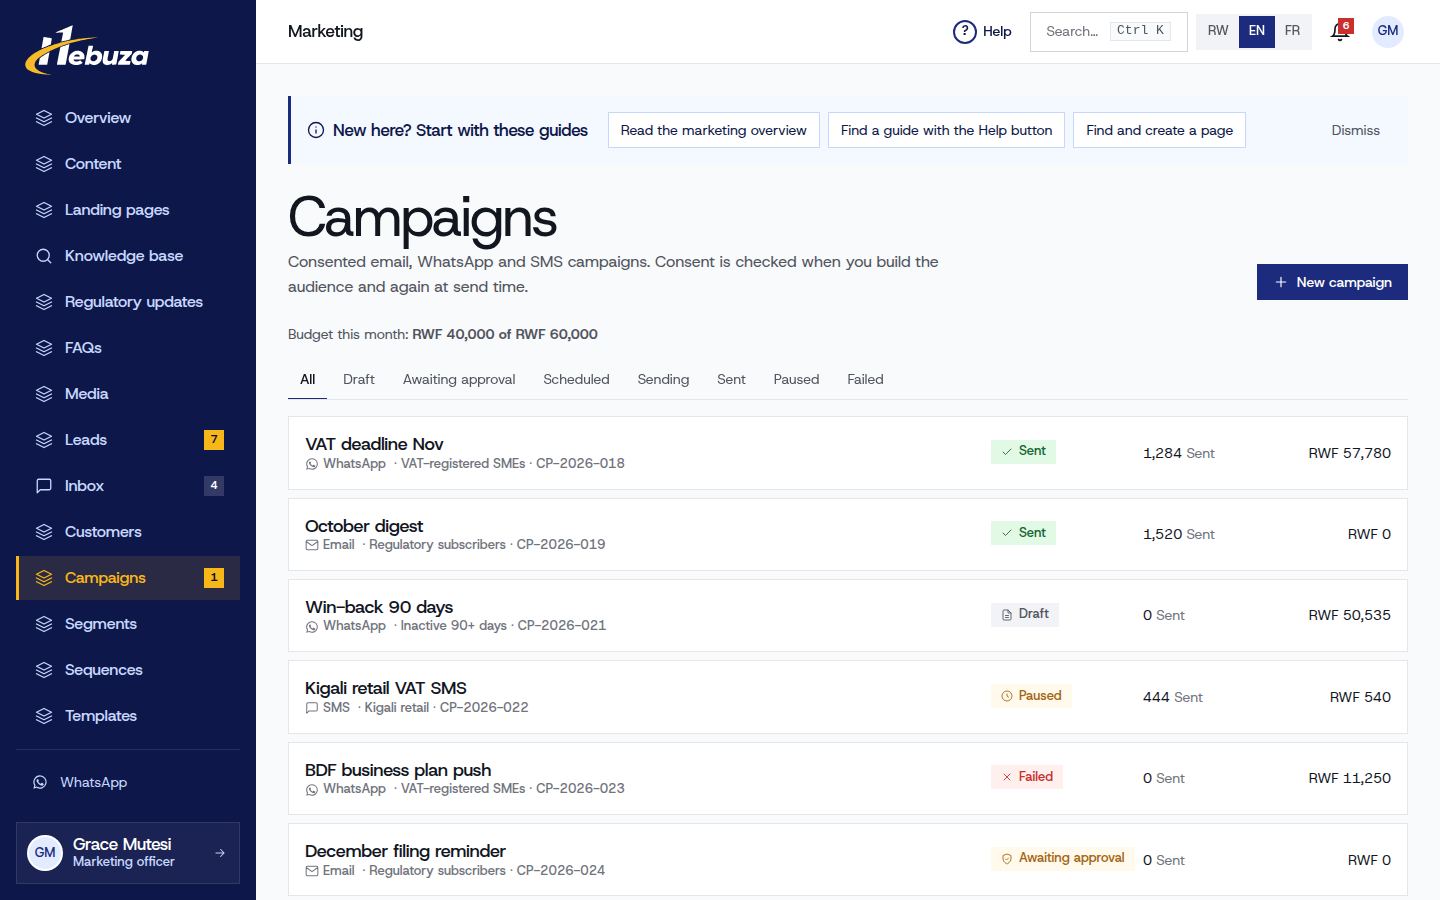 Hebuza
Overview
Content
Landing pages
Knowledge base
Regulatory updates
FAQs
Media
Leads 7
Inbox 4
Customers
Campaigns 1
Segments
Sequences
Templates
WhatsApp
GM
Grace Mutesi
Marketing officer
Marketing
? Help
Search... Ctrl K
RW EN FR
6
GM
New here? Start with these guides
Read the marketing overview
Find a guide with the Help button
Find and create a page
Dismiss
Campaigns
Consented email, WhatsApp and SMS campaigns. Consent is checked when you build the
audience and again at send time.
New campaign
Budget this month: RWF 40,000 of RWF 60,000
All Draft Awaiting approval Scheduled Sending Sent Paused Failed
VAT deadline Nov
WhatsApp · VAT-registered SMEs · CP-2026-018
Sent
1,284 Sent
RWF 57,780
October digest
Email · Regulatory subscribers · CP-2026-019
Sent
1,520 Sent
RWF 0
Win-back 90 days
WhatsApp · Inactive 90+ days · CP-2026-021
Draft
0 Sent
RWF 50,535
Kigali retail VAT SMS
SMS · Kigali retail · CP-2026-022
Paused
444 Sent
RWF 540
BDF business plan push
WhatsApp · VAT-registered SMEs · CP-2026-023
Failed
0 Sent
RWF 11,250
December filing reminder
Email · Regulatory subscribers · CP-2026-024
Awaiting approval
0 Sent
RWF 0